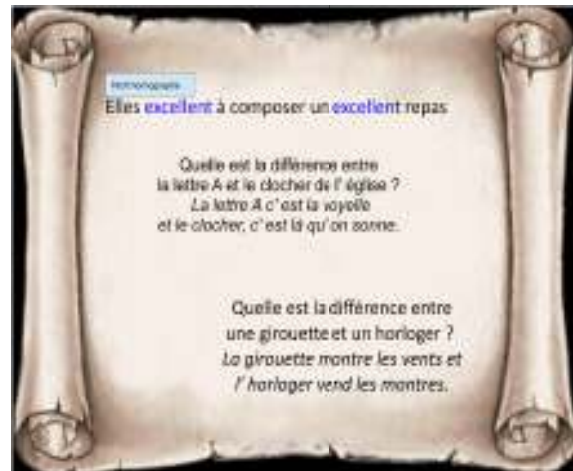 Elles excellent à composer un excellent repas
Quelle est la différence entre
la lettre A et le clocher de l' église ?
La lettre A c' est la voyelle
et le clocher, c' est là qu' on sonne.
Quelle est la différence entre
une girouette et un horloger ?
La girouette montre les vents et
l' horloger vend les montres.